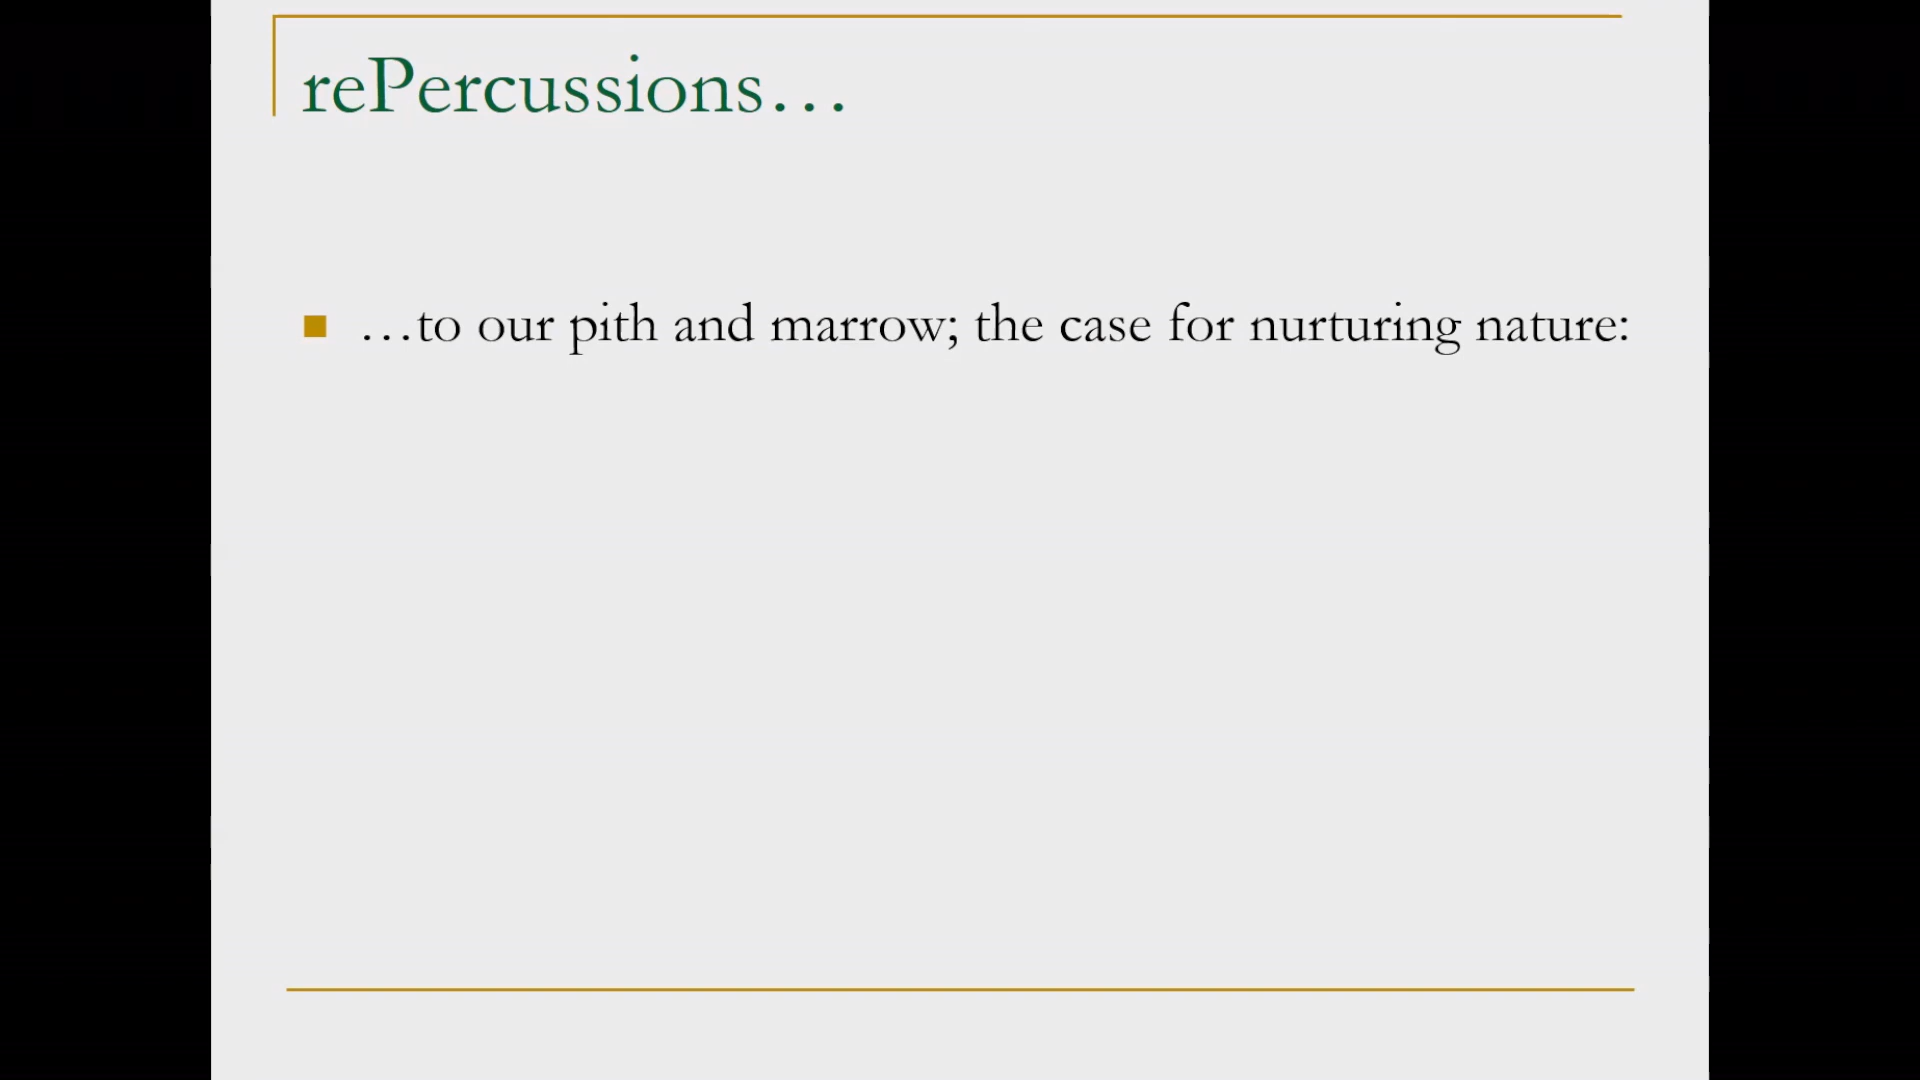 rePercussions…
…to our pith and marrow; the case for nurturing nature: